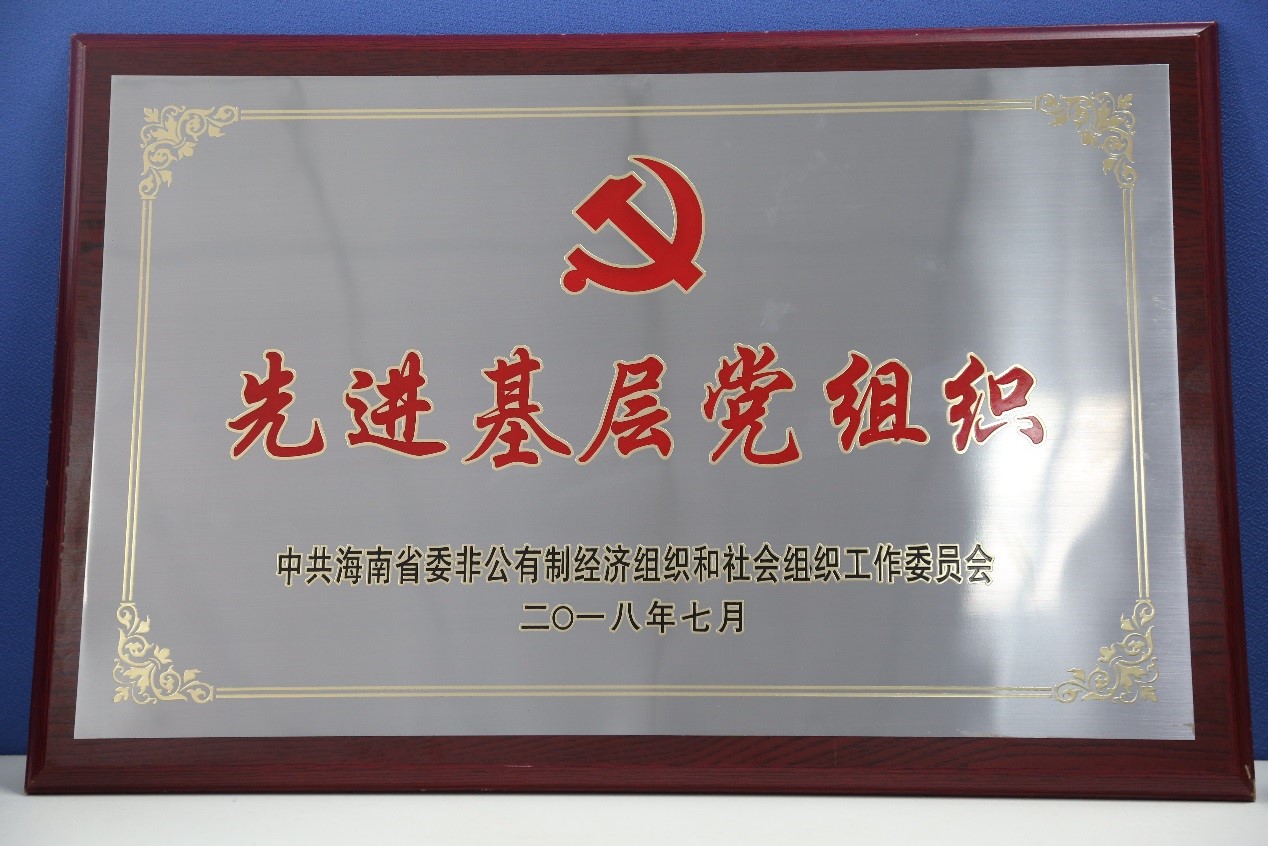 先进基层党组织
中共海南省委非公有制经济组织和社会组织工作委员会
二〇一八年七月